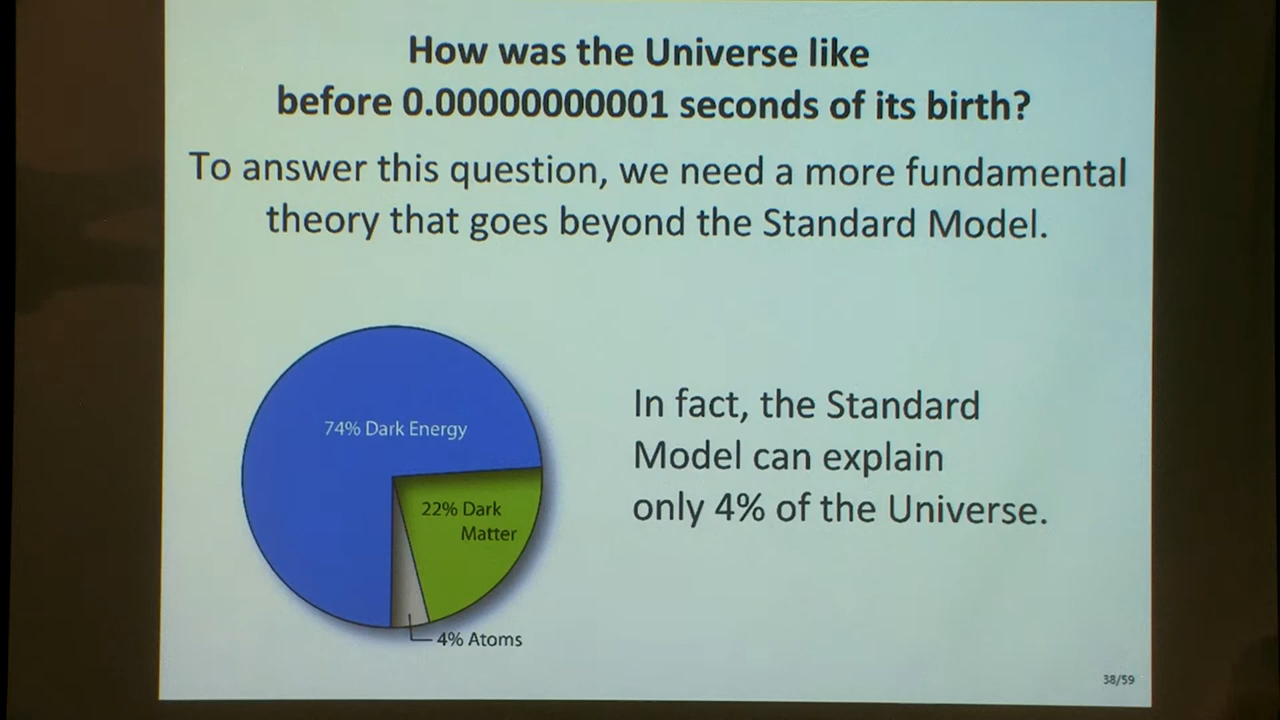 How was the Universe like
before 0.00000000001 seconds of its birth?
To answer this question, we need a more fundamental
theory that goes beyond the Standard Model.
74% Dark Energy
22% Dark
Matter
4% Atoms
In fact, the Standard
Model can explain
only 4% of the Universe.
38/59